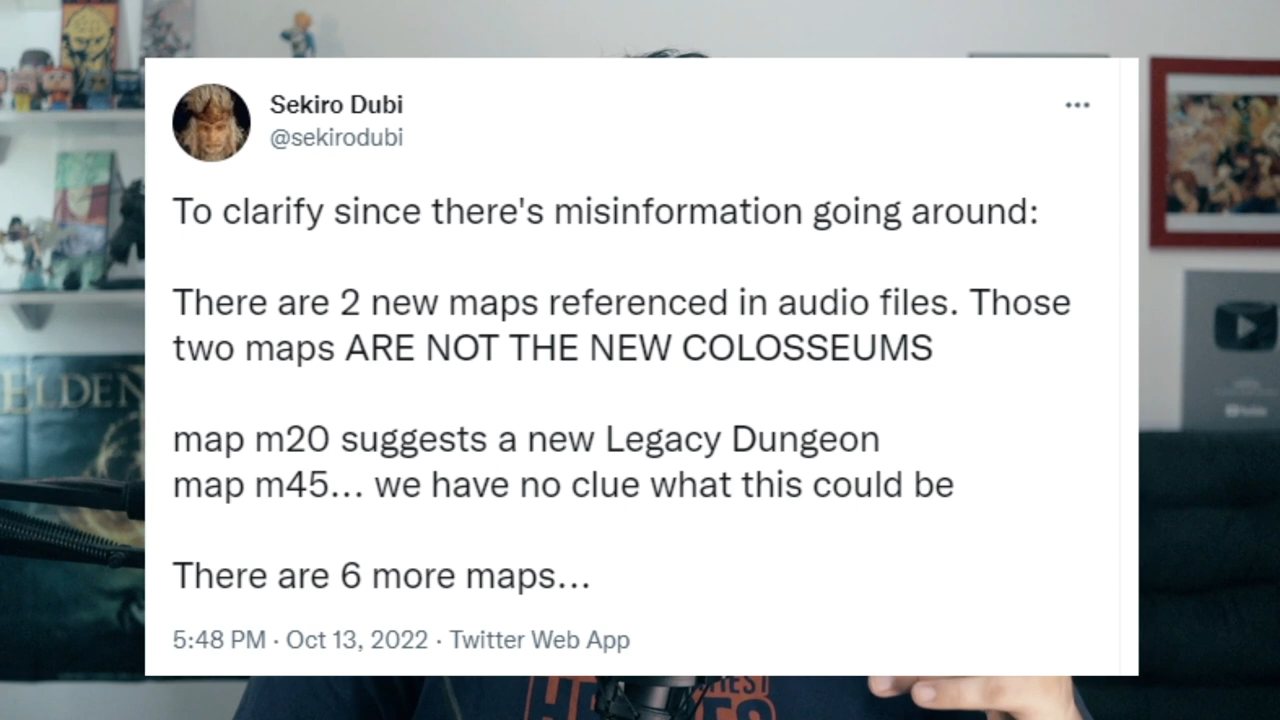 Sekiro Dubi
@sekirodubi
To clarify since there's misinformation going around:
There are 2 new maps referenced in audio files. Those
two maps ARE NOT THE NEW COLOSSEUMS
map m20 suggests a new Legacy Dungeon
map m45... we have no clue what this could be
There are 6 more maps...
5:48 PM · Oct 13, 2022 · Twitter Web App
ELDEN